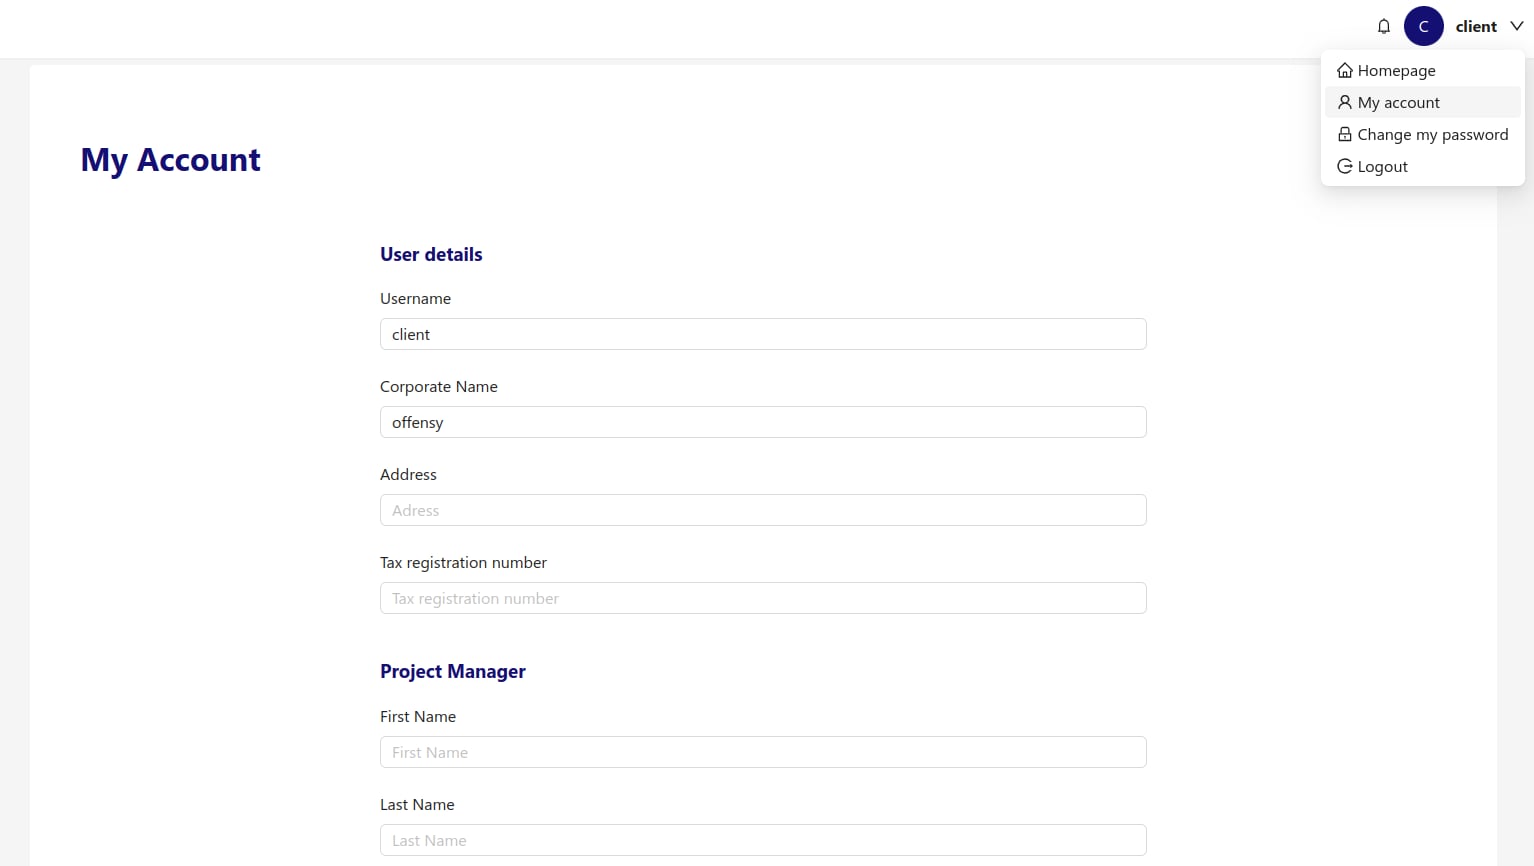 C client
Homepage
My account
Change my password
Logout
My Account
User details
Username
client
Corporate Name
offensy
Address
Adress
Tax registration number
Tax registration number
Project Manager
First Name
First Name
Last Name
Last Name